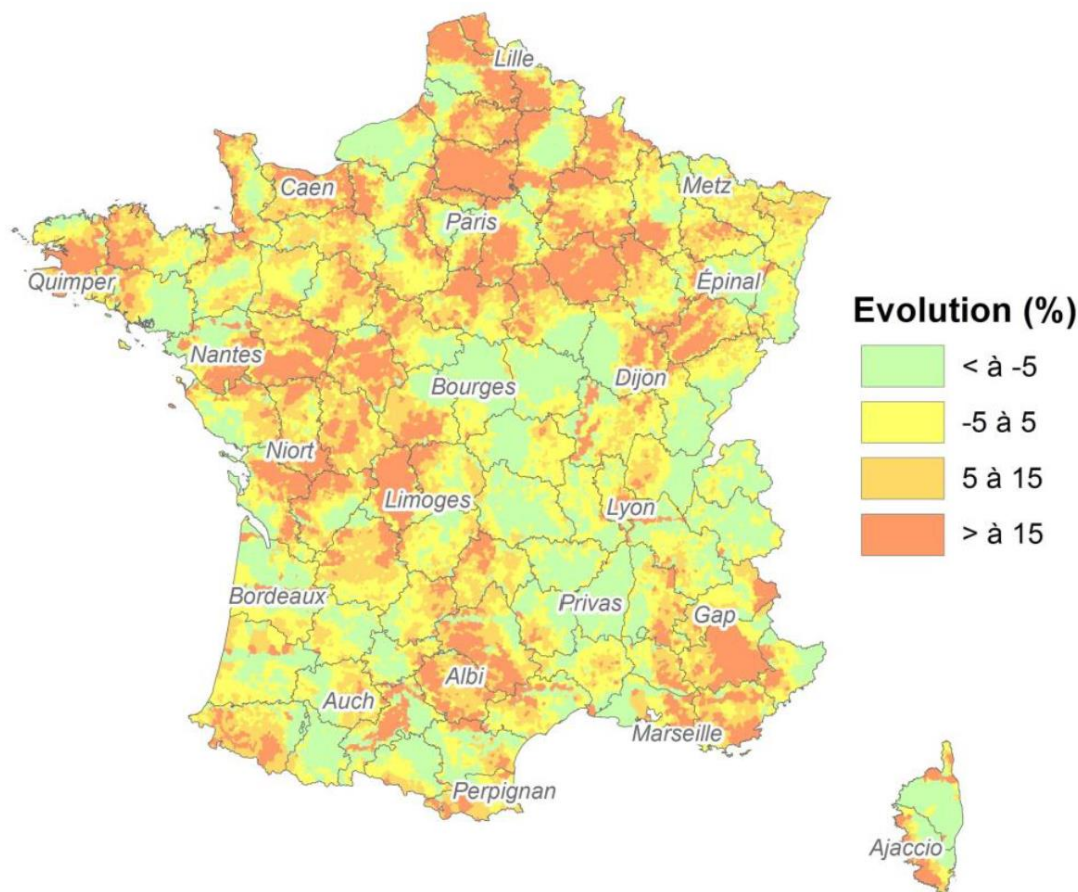 Lille
Caen
Metz
Paris
Quimper
Épinal
Evolution (%)
< à -5
Nantes
Bourges
Dijon
-5 à 5
Niort
5 à 15
Limoges
Lyon
> à 15
Bordeaux
Privas
Gap
Albi
Auch
Marseille
Perpignan
Ajaccio